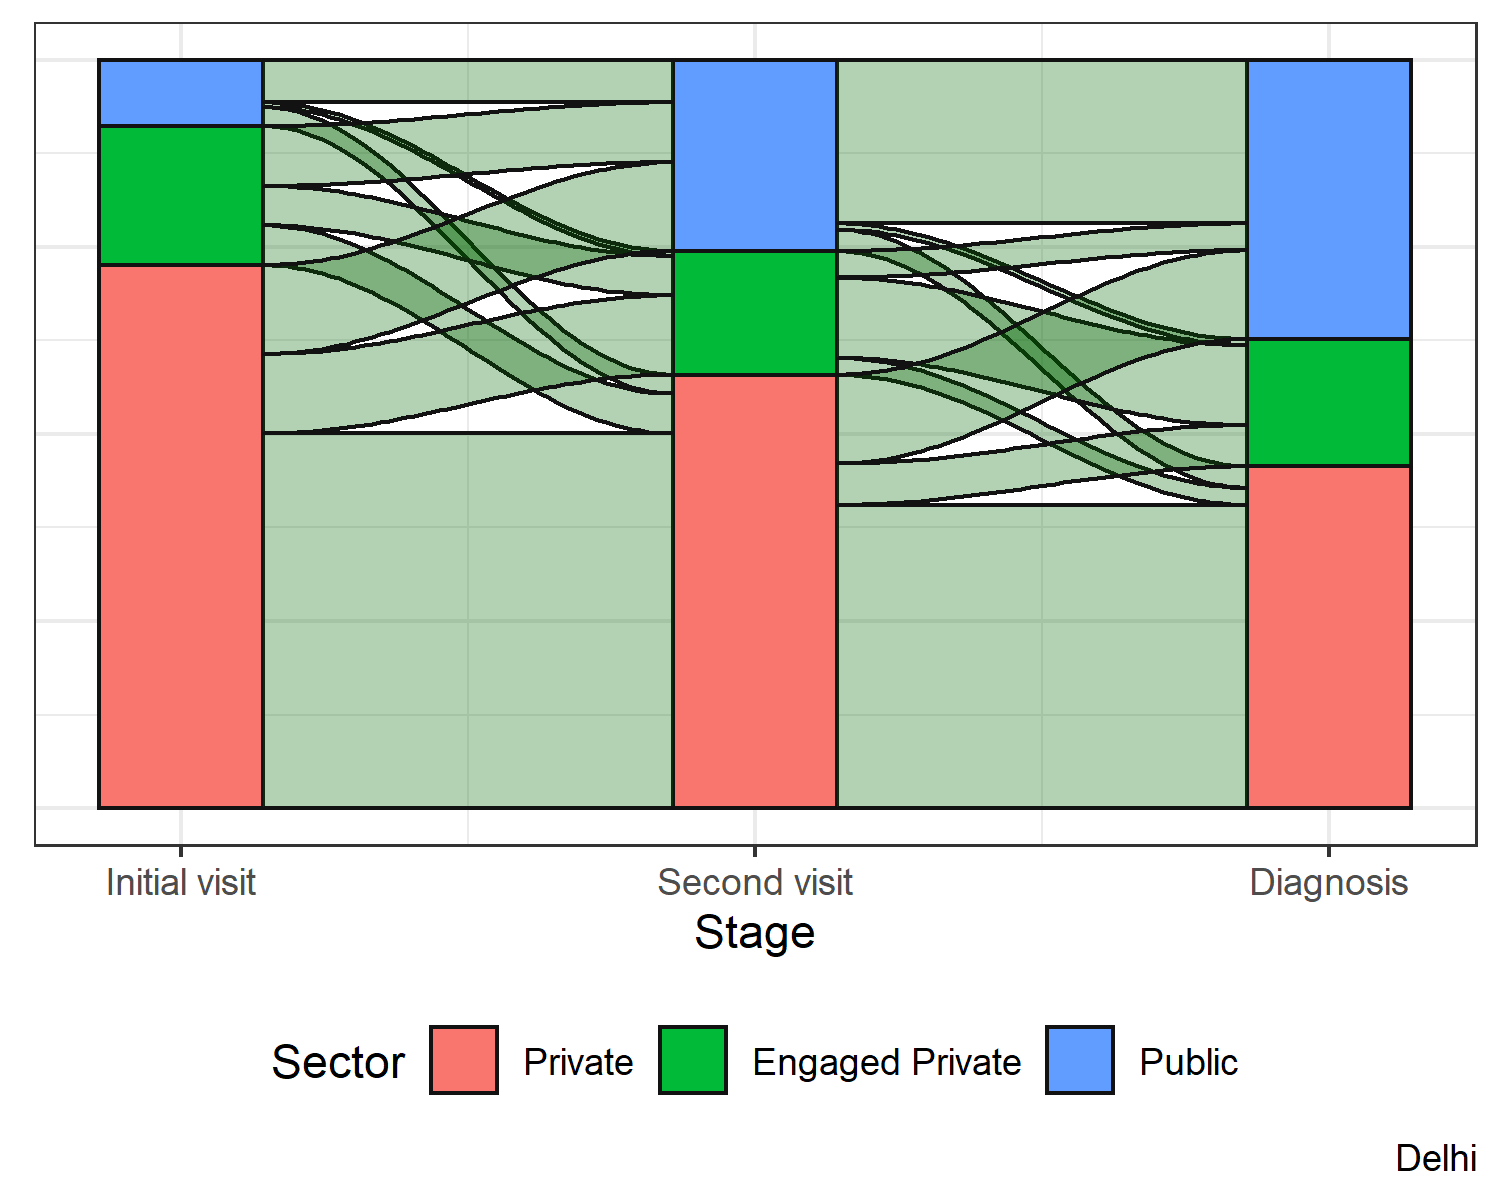 Initial visit Second visit Diagnosis
Stage
Sector Private Engaged Private Public
Delhi